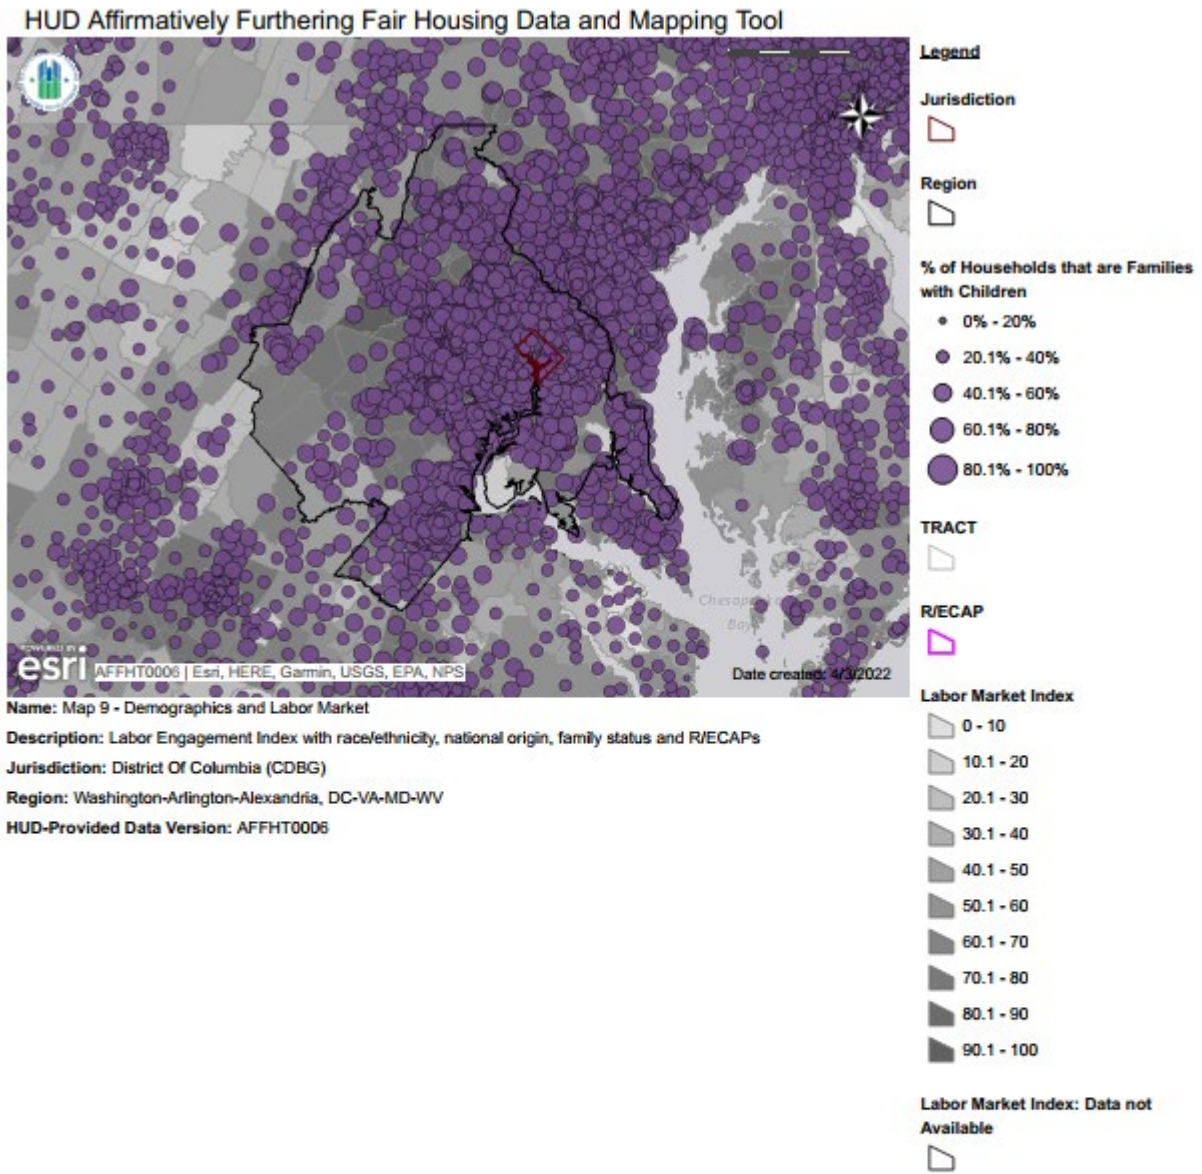 HUD Affirmatively Furthering Fair Housing Data and Mapping Tool
Legend
Jurisdiction
Region
% of Households that are Families
with Children
0% - 20%
20.1% - 40%
40.1% - 60%
60.1% - 80%
80.1% - 100%
TRACT
R/ECAP
Labor Market Index
0 - 10
10.1 - 20
20.1 - 30
30.1 - 40
40.1 - 50
50.1 - 60
60.1 - 70
70.1 - 80
80.1 - 90
90.1 - 100
Labor Market Index: Data not
Available
Chesapeake
Bay
POWERED BY
esri
AFFHT0006 | Esri, HERE, Garmin, USGS, EPA, NPS
Date created: 4/3/2022
Name: Map 9 - Demographics and Labor Market
Description: Labor Engagement Index with race/ethnicity, national origin, family status and R/ECAPs
Jurisdiction: District Of Columbia (CDBG)
Region: Washington-Arlington-Alexandria, DC-VA-MD-WV
HUD-Provided Data Version: AFFHT0006